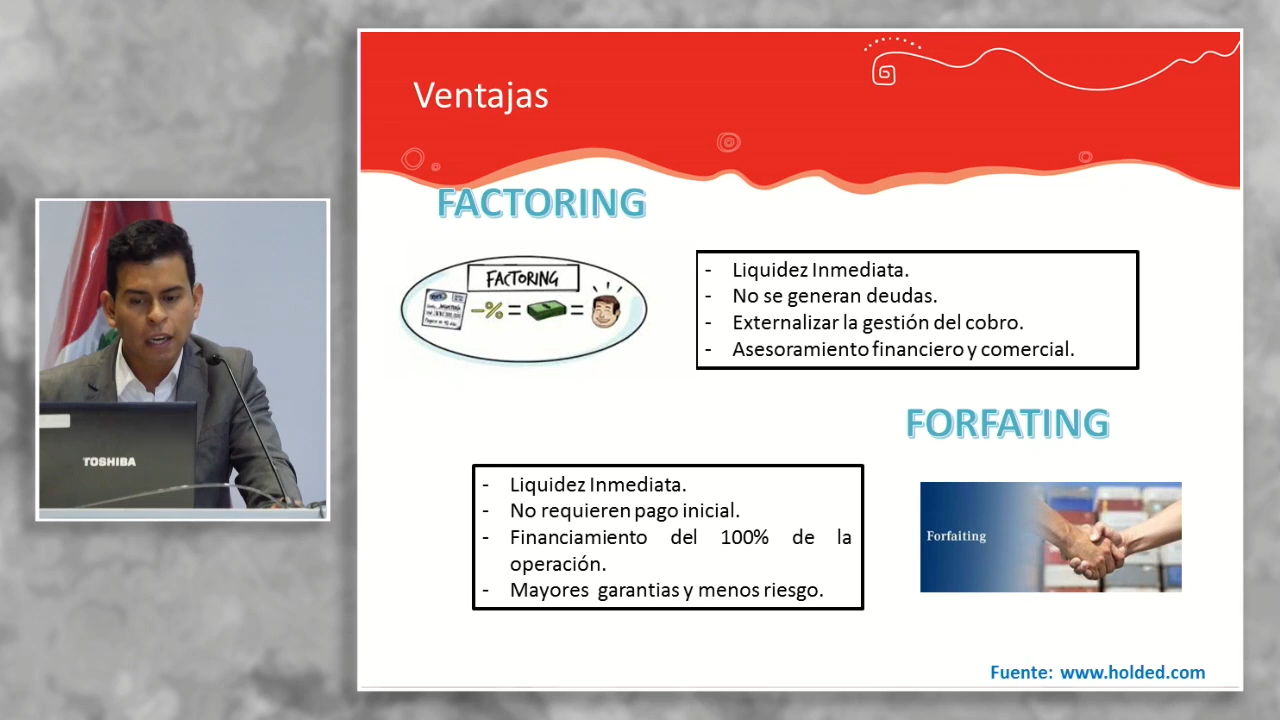 Ventajas
FACTORING
FACTORING
-% = =
- Liquidez Inmediata.
- No se generan deudas.
- Externalizar la gestión del cobro.
- Asesoramiento financiero y comercial.
FORFATING
- Liquidez Inmediata.
- No requieren pago inicial.
- Financiamiento del 100% de la
operación.
- Mayores garantias y menos riesgo.
Forfaiting
TOSHIBA
Fuente: www.holded.com